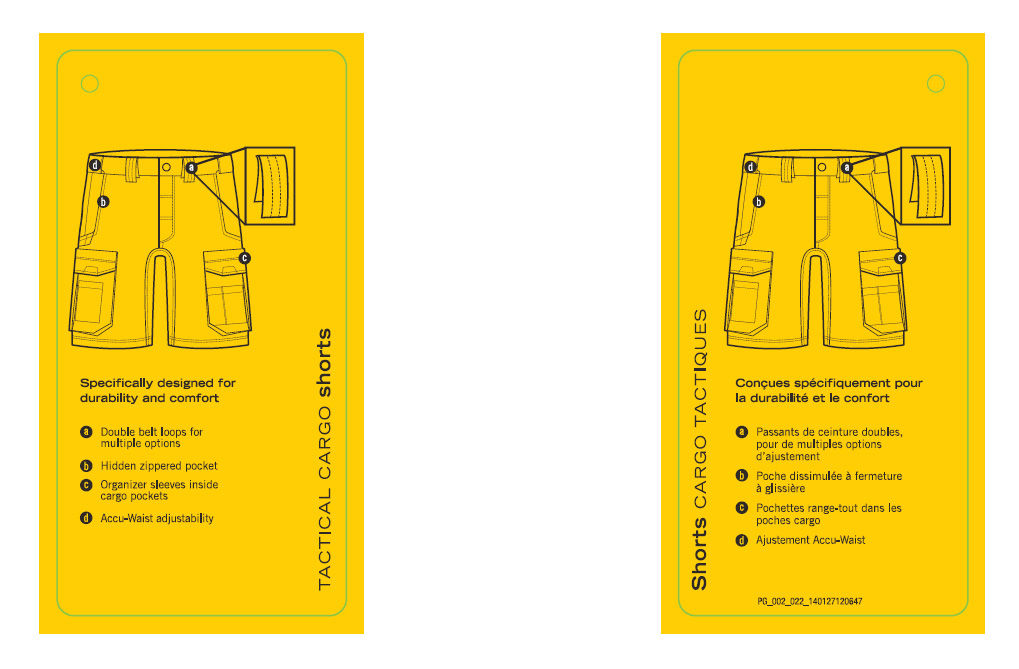 d
a
b
c
TACTICAL CARGO shorts
Specifically designed for
durability and comfort
a Double belt loops for
multiple options
b Hidden zippered pocket
c Organizer sleeves inside
cargo pockets
d Accu-Waist adjustability
d
a
b
c
Shorts CARGO TACTIQUES
Conçues spécifiquement pour
la durabilité et le confort
a Passants de ceinture doubles,
pour de multiples options
d'ajustement
b Poche dissimulée à fermeture
à glissière
c Pochettes range-tout dans les
poches cargo
d Ajustement Accu-Waist
PG_002_022_140127120647